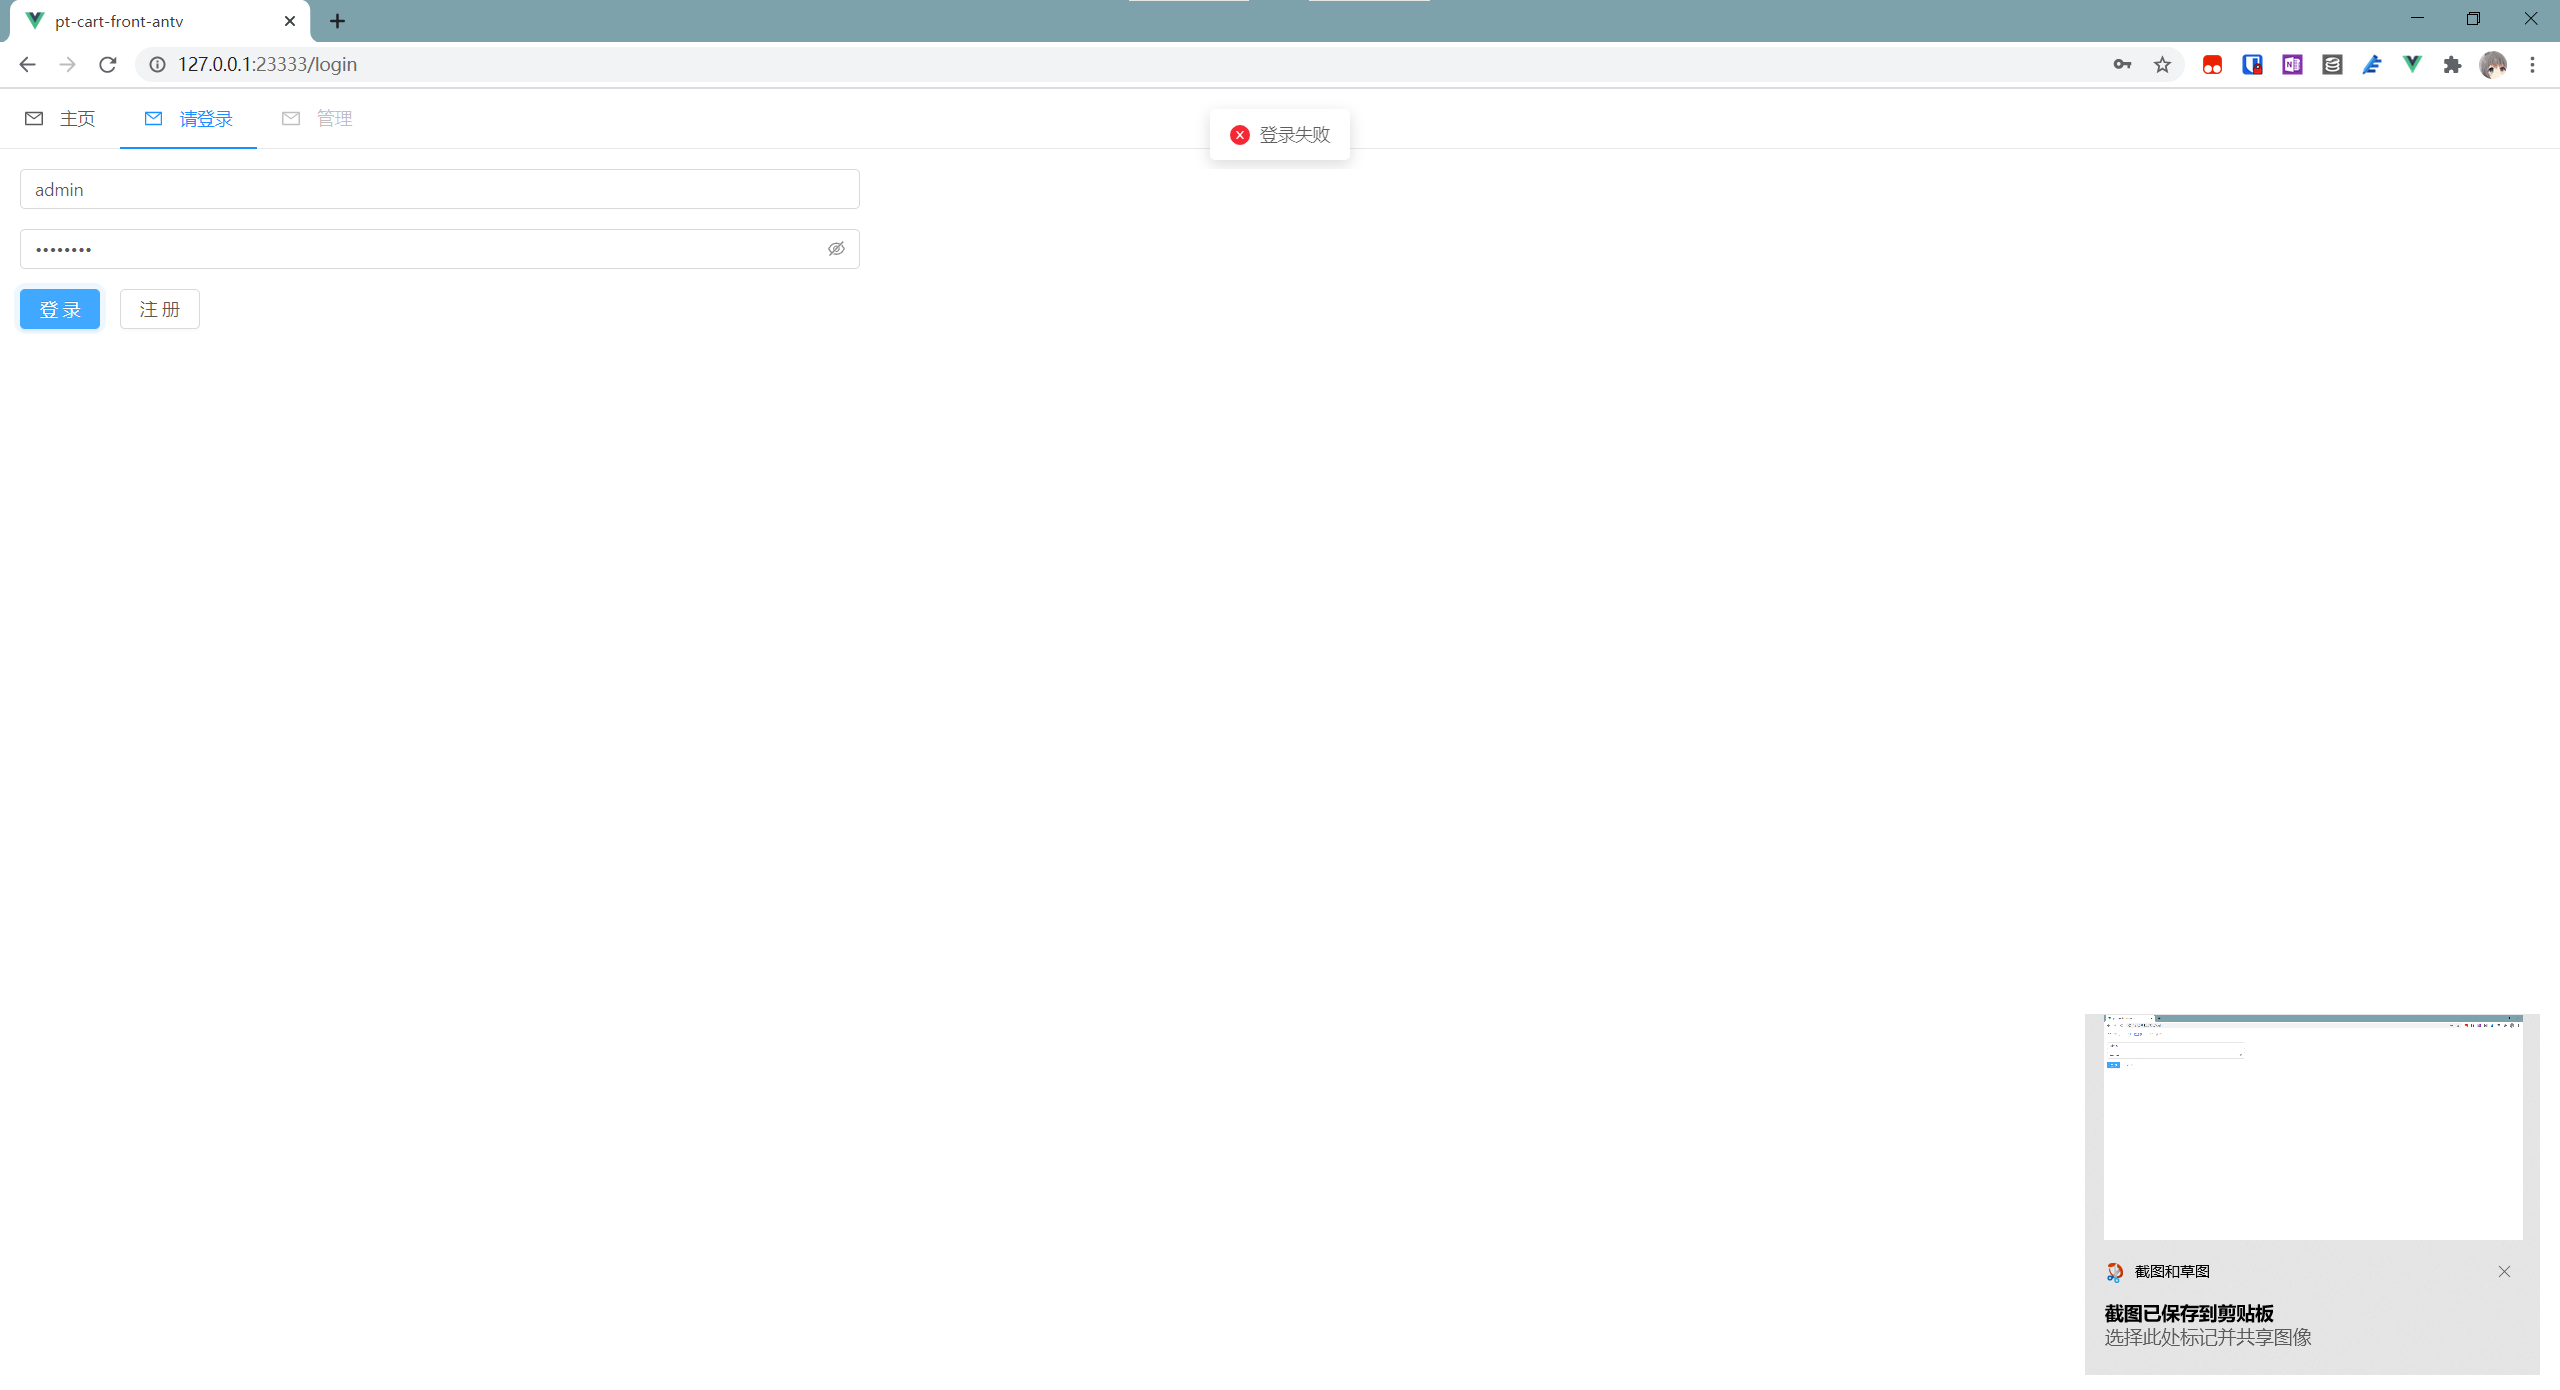 pt-cart-front-antv
127.0.0.1:23333/login
主页
请登录
管理
登录失败
admin
登 录
注 册
截图和草图
截图已保存到剪贴板
选择此处标记并共享图像